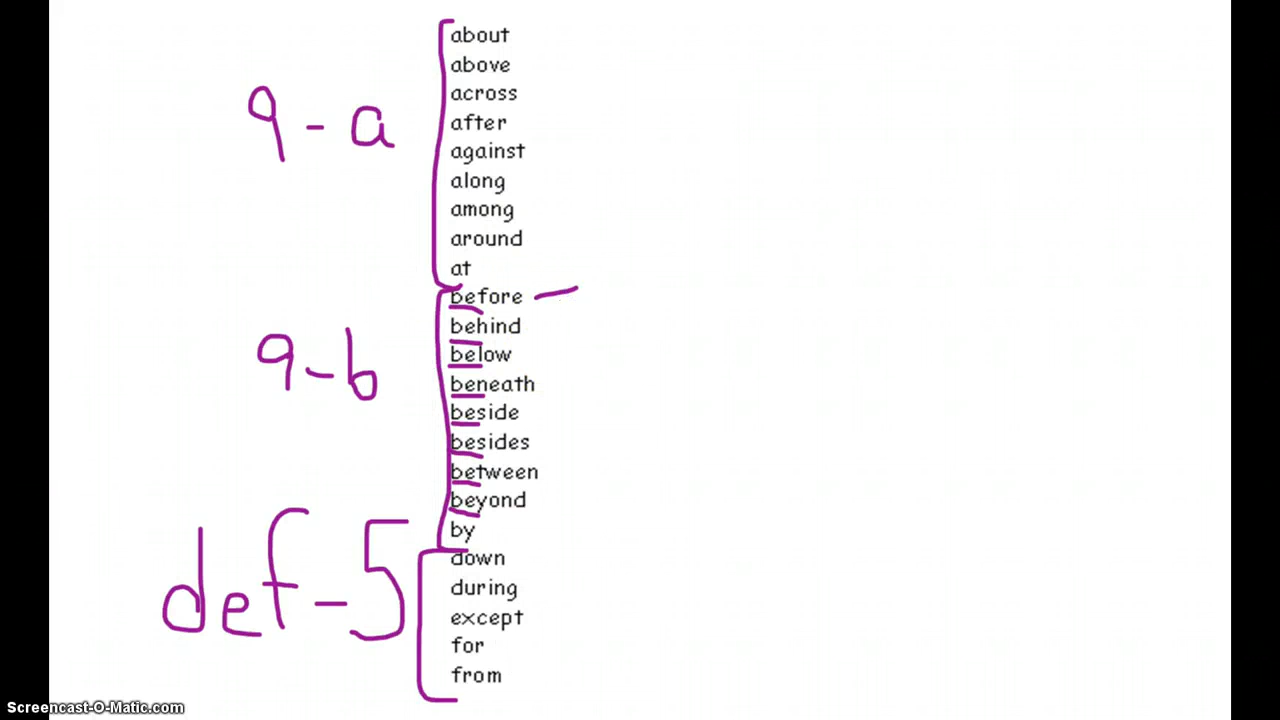 about
above
across
after
9 - a
against
along
among
around
at
before
behind
below
9 - b
beneath
beside
besides
between
beyond
by
down
during
def - 5
except
for
from
Screencast-O-Matic.com